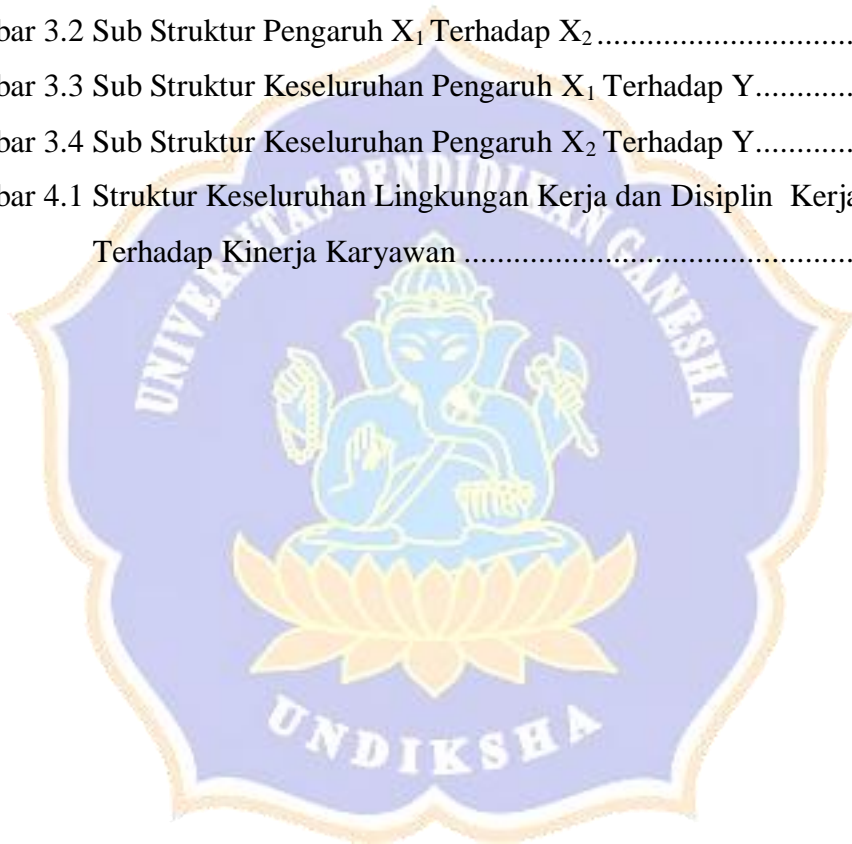 bar 3.2 Sub Struktur Pengaruh X₁ Terhadap X₂ ...............................
bar 3.3 Sub Struktur Keseluruhan Pengaruh X₁ Terhadap Y............
bar 3.4 Sub Struktur Keseluruhan Pengaruh X₂ Terhadap Y............
bar 4.1 Struktur Keseluruhan Lingkungan Kerja dan Disiplin Kerja
Terhadap Kinerja Karyawan ...............................................
UNIVERSITAS PENDIDIKAN GANESHA
UNDIKSHA